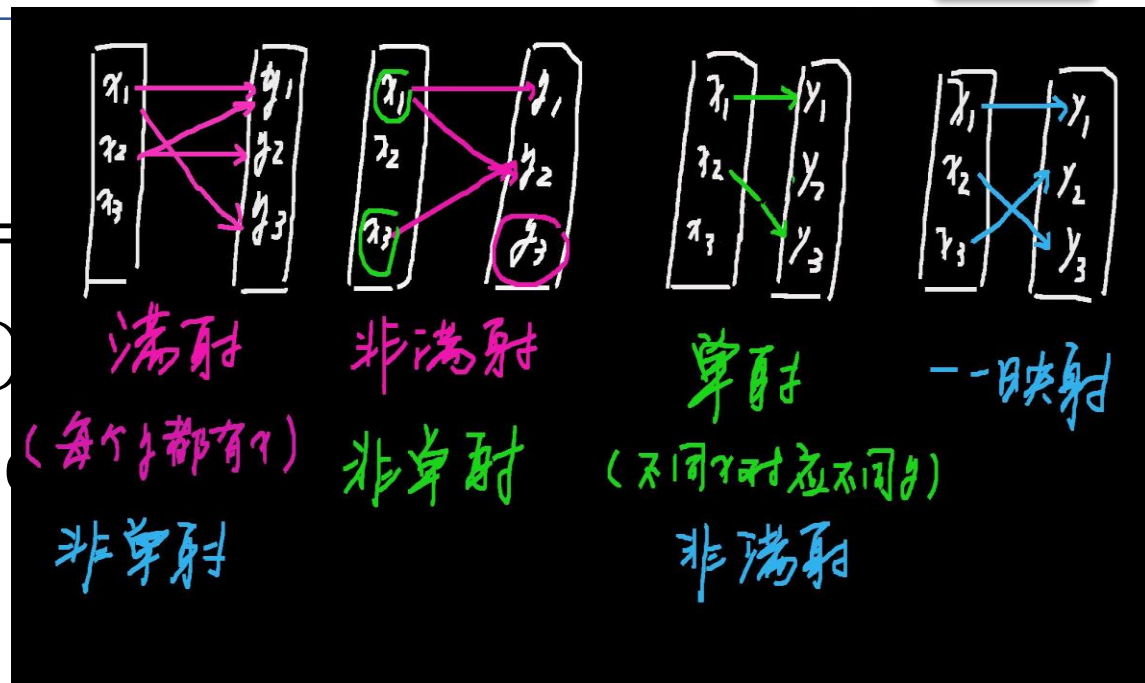 x₁ y₁
x₂ y₂
x₃ y₃
满射
(每个y都有x)
非单射
x₁ y₁
x₂ y₂
x₃ y₃
非满射
非单射
x₁ y₁
x₂ y₂
x₃ y₃
单射
(不同x对应不同y)
非满射
x₁ y₁
x₂ y₂
x₃ y₃
一一映射